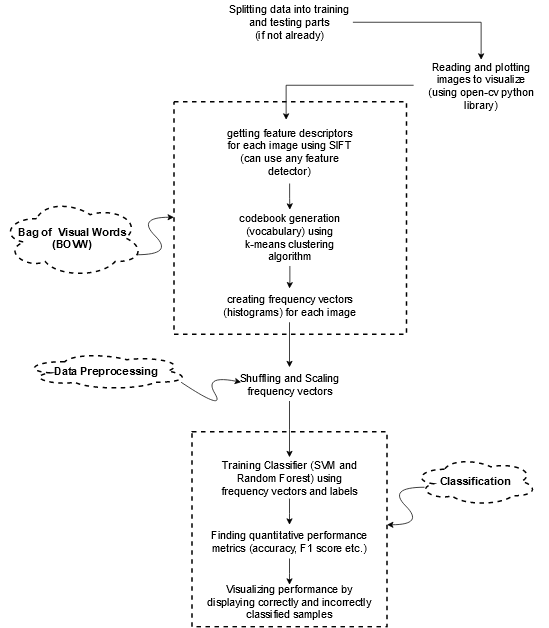 Splitting data into training
and testing parts
(if not already)
Reading and plotting
images to visualize
(using open-cv python
library)
getting feature descriptors
for each image using SIFT
(can use any feature
detector)
Bag of Visual Words
(BOVW)
codebook generation
(vocabulary) using
k-means clustering
algorithm
creating frequency vectors
(histograms) for each image
Data Preprocessing
Shuffling and Scaling
frequency vectors
Training Classifier (SVM and
Random Forest) using
frequency vectors and labels
Classification
Finding quantitative performance
metrics (accuracy, F1 score etc.)
Visualizing performance by
displaying correctly and incorrectly
classified samples